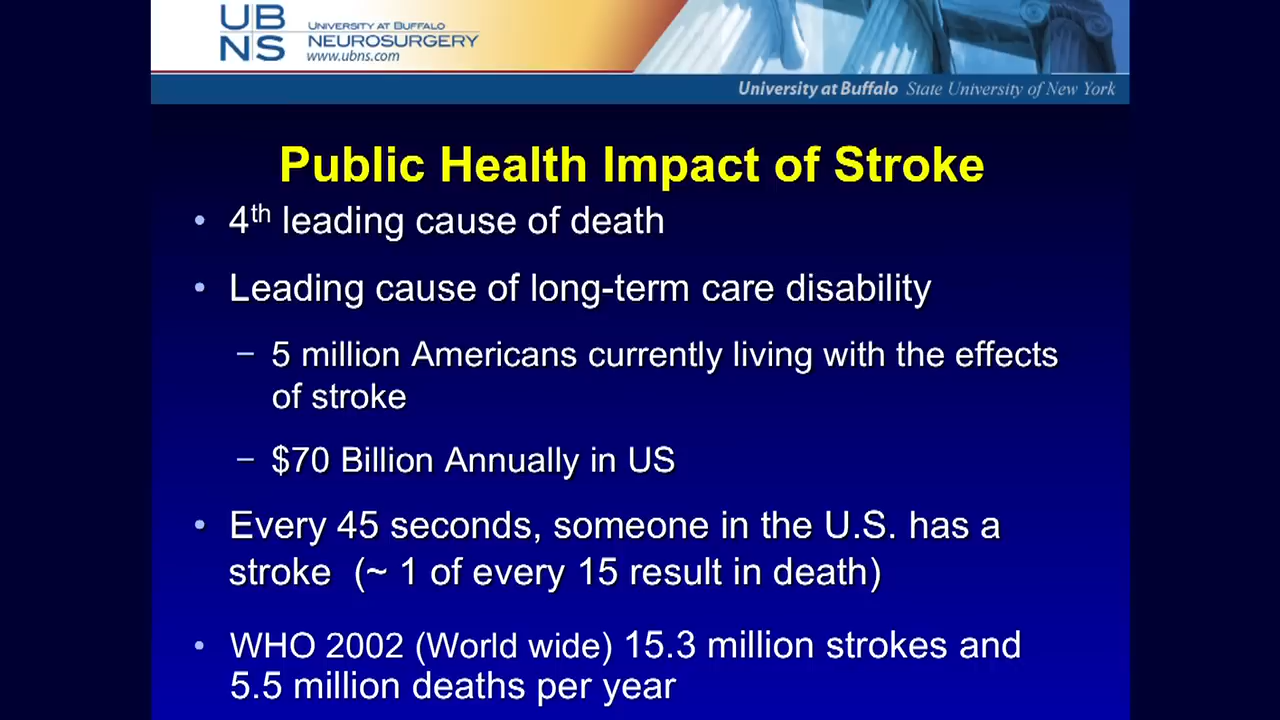 UB
NS
UNIVERSITY AT BUFFALO
NEUROSURGERY
www.ubns.com
University at Buffalo State University of New York
Public Health Impact of Stroke
• 4th leading cause of death
• Leading cause of long-term care disability
− 5 million Americans currently living with the effects
of stroke
− $70 Billion Annually in US
• Every 45 seconds, someone in the U.S. has a
stroke (~ 1 of every 15 result in death)
• WHO 2002 (World wide) 15.3 million strokes and
5.5 million deaths per year